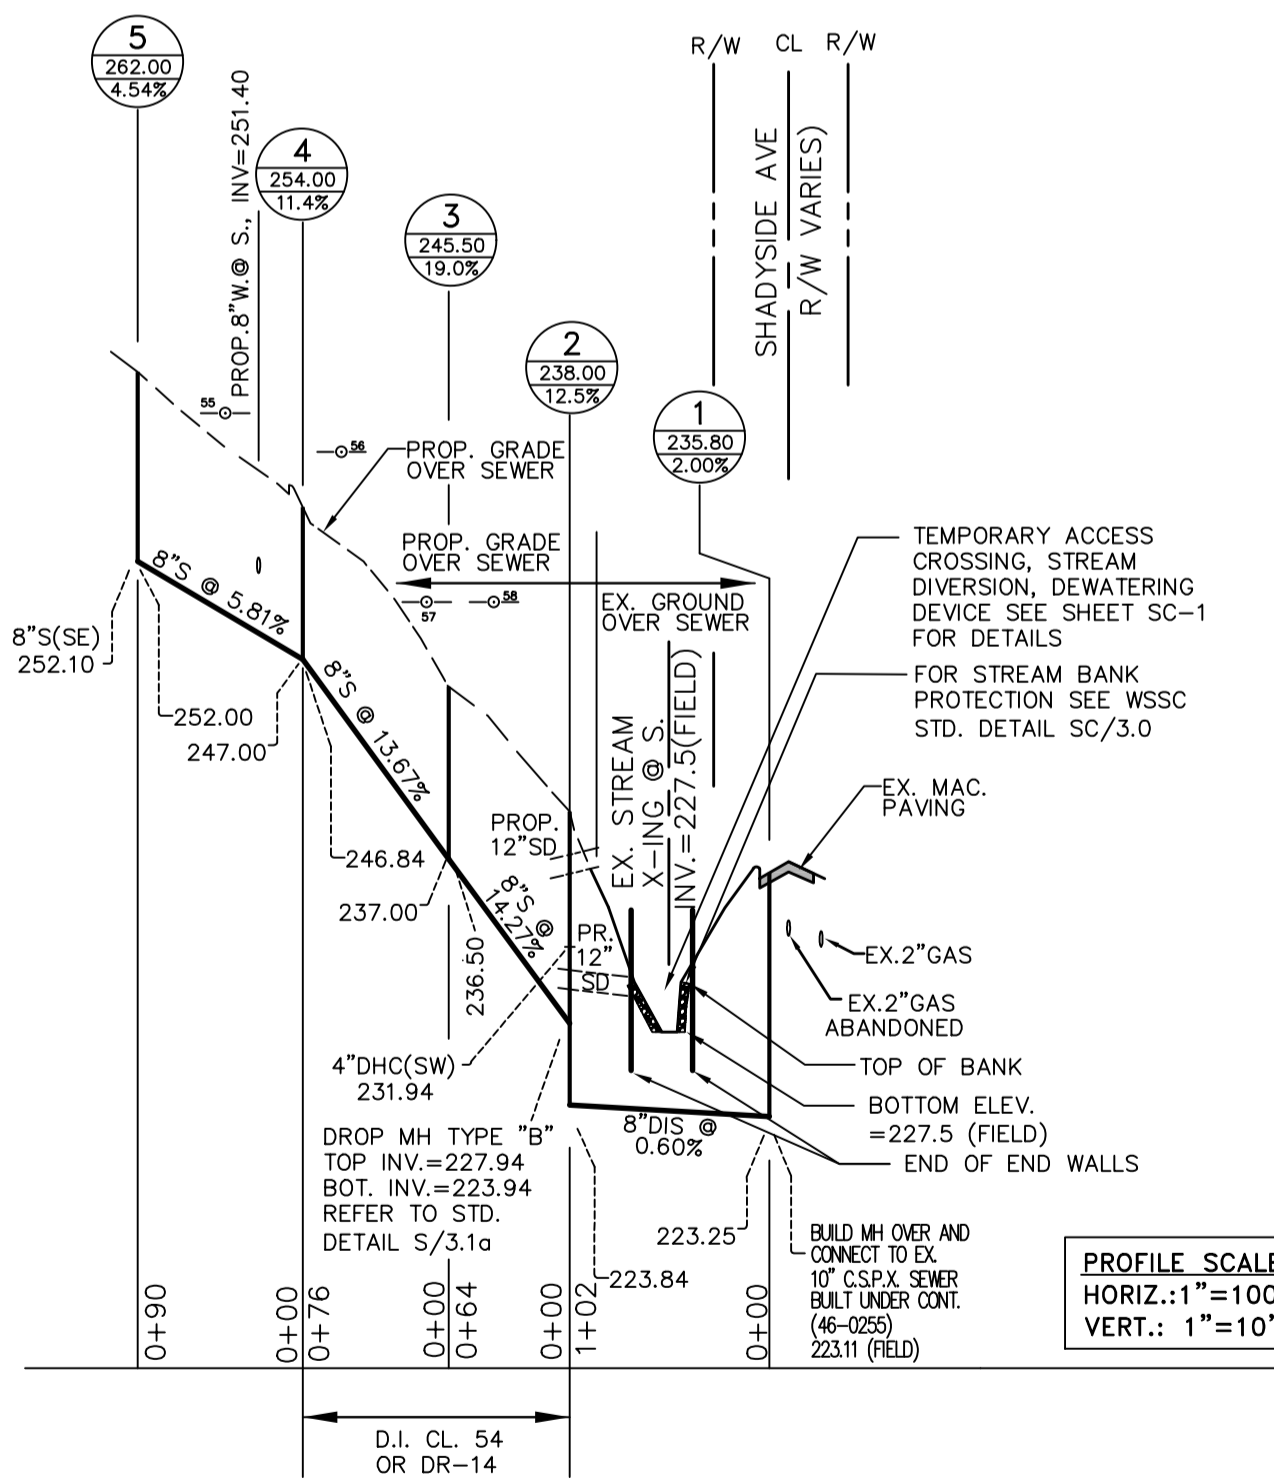 5
262.00
4.54%
PROP.8"W.@ S., INV=251.40
4
254.00
11.4%
3
245.50
19.0%
2
238.00
12.5%
1
235.80
2.00%
R/W
CL
R/W
SHADYSIDE AVE
R/W VARIES)
55
56
PROP. GRADE
OVER SEWER
PROP. GRADE
OVER SEWER
57
58
EX. GROUND
OVER SEWER
TEMPORARY ACCESS
CROSSING, STREAM
DIVERSION, DEWATERING
DEVICE SEE SHEET SC-1
FOR DETAILS
FOR STREAM BANK
PROTECTION SEE WSSC
STD. DETAIL SC/3.0
EX. MAC.
PAVING
8"S @ 5.81%
8"S(SE)
252.10
252.00
247.00
8"S @ 13.67%
246.84
237.00
236.50
8"S @
14.27%
PROP.
12"SD
EX. STREAM
X-ING @ S.
INV.=227.5(FIELD)
PR.
12"
SD
EX.2"GAS
EX.2"GAS
ABANDONED
4"DHC(SW)
231.94
TOP OF BANK
BOTTOM ELEV.
=227.5 (FIELD)
END OF END WALLS
8"DIS @
0.60%
DROP MH TYPE "B"
TOP INV.=227.94
BOT. INV.=223.94
REFER TO STD.
DETAIL S/3.1a
223.84
223.25
BUILD MH OVER AND
CONNECT TO EX.
10" C.S.P.X. SEWER
BUILT UNDER CONT.
(46-0255)
223.11 (FIELD)
PROFILE SCALE
HORIZ.:1"=100
VERT.: 1"=10'
0+90
0+00
0+76
0+00
0+64
0+00
1+02
0+00
D.I. CL. 54
OR DR-14